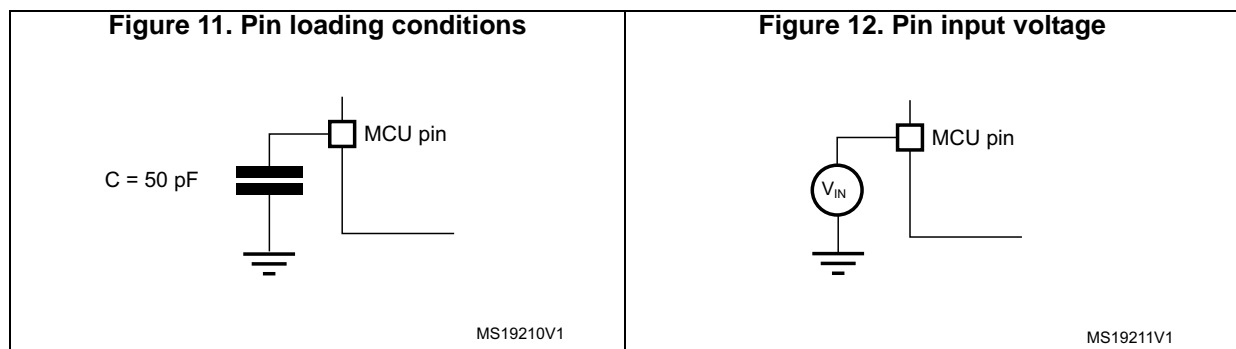 Figure 11. Pin loading conditions
MCU pin
C = 50 pF
MS19210V1
Figure 12. Pin input voltage
MCU pin
VIN
MS19211V1